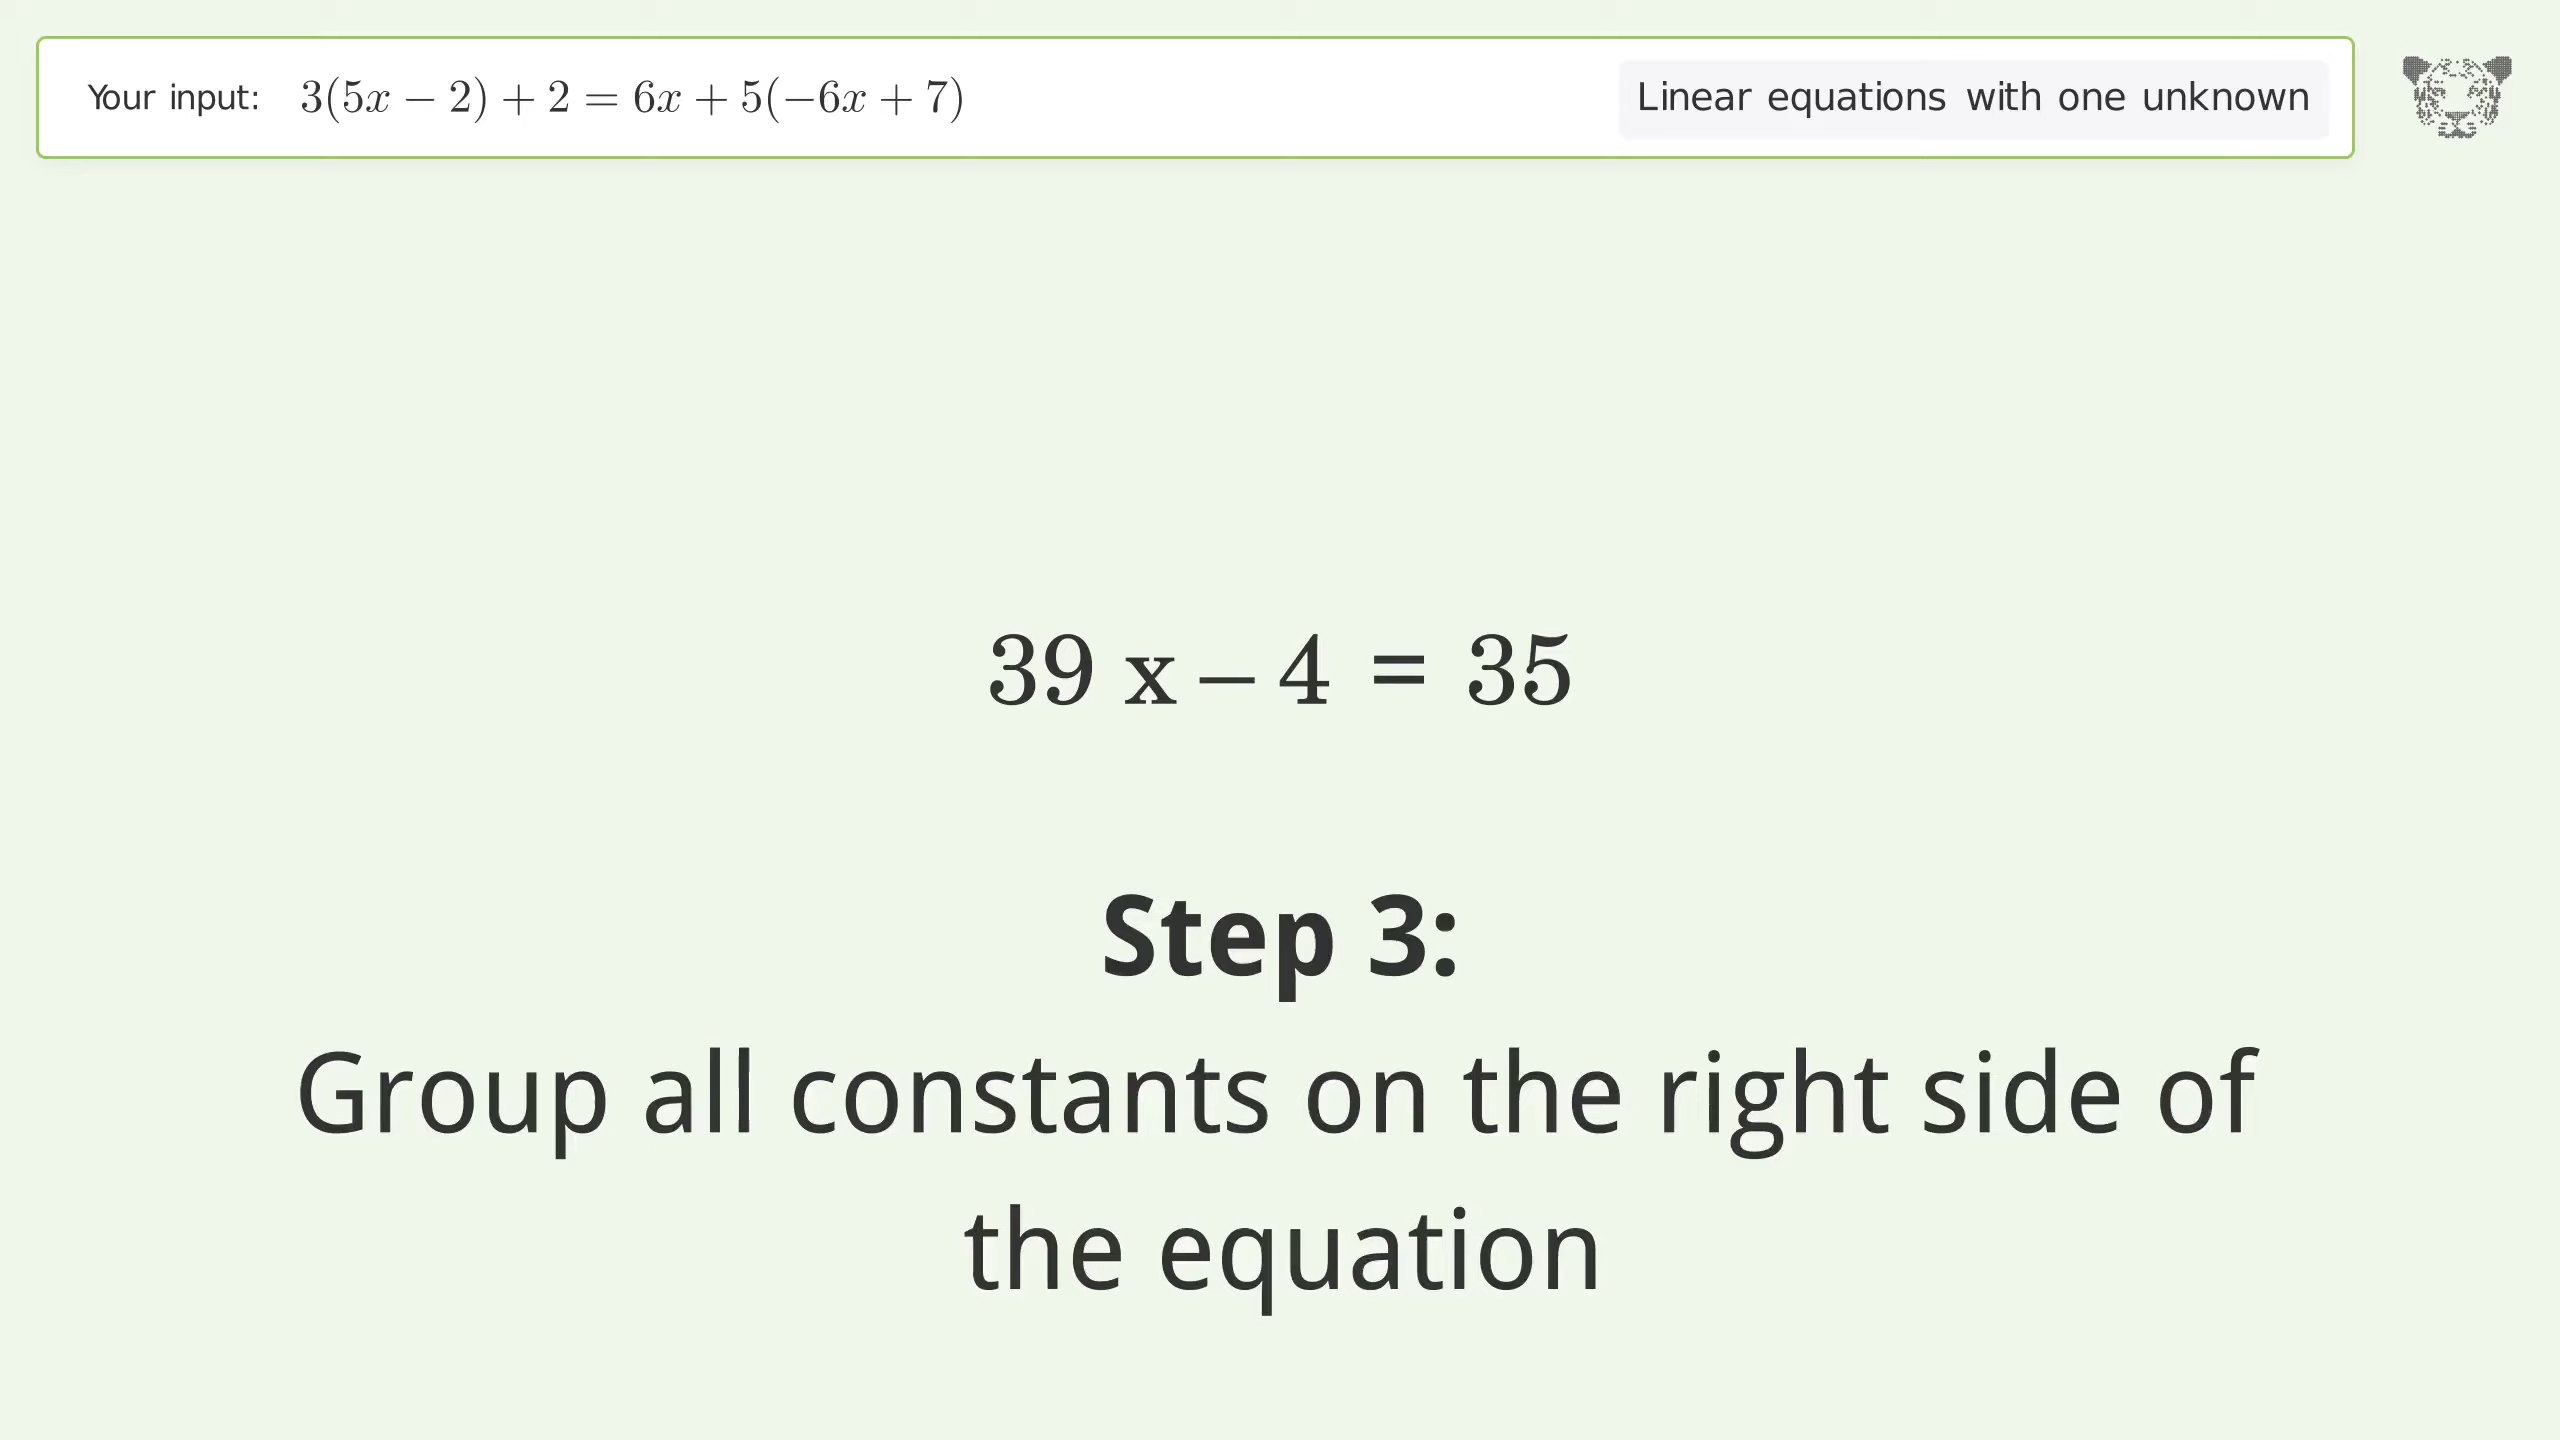 Your input: 3(5x − 2) + 2 = 6x + 5(−6x + 7)
Linear equations with one unknown
39 x – 4 = 35
Step 3:
Group all constants on the right side of
the equation